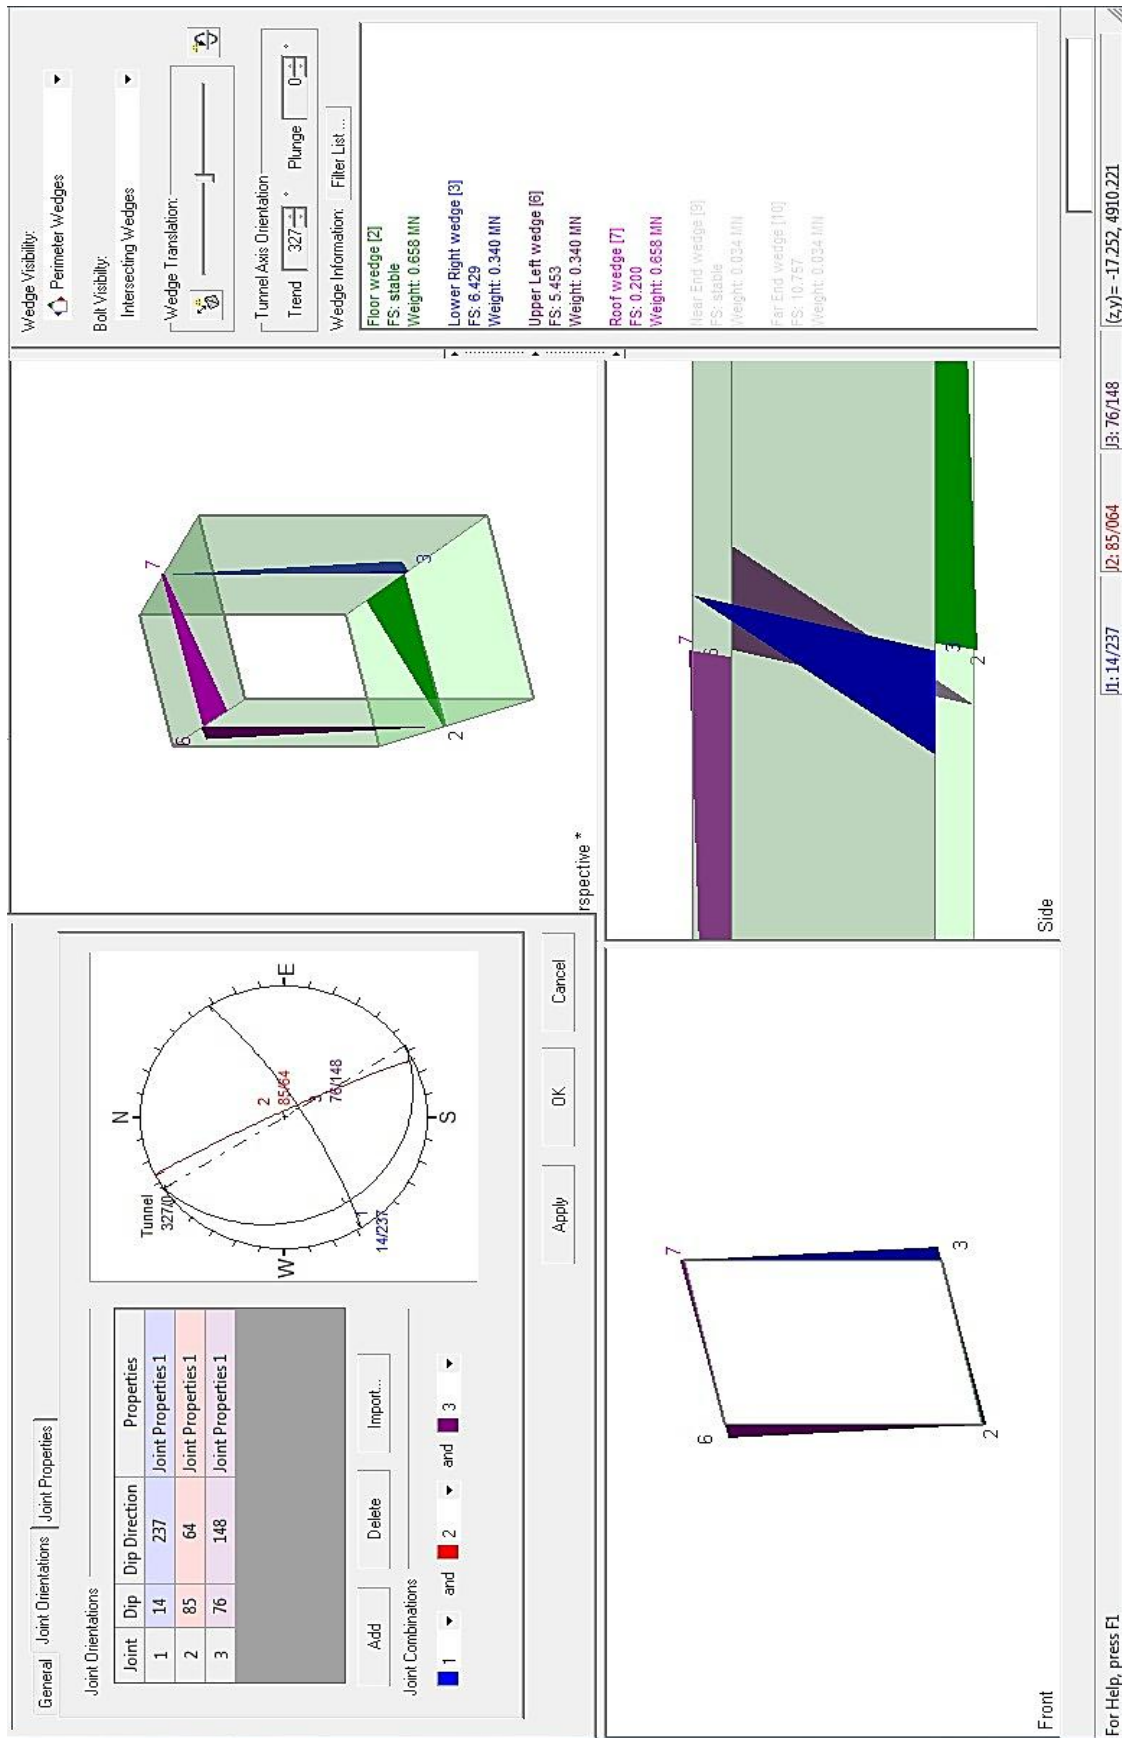 General
Joint Orientations
Joint Properties
Joint Orientations
Joint Dip Dip Direction Properties
1 14 237 Joint Properties 1
2 85 64 Joint Properties 1
3 76 148 Joint Properties 1
Add
Delete
Import...
Joint Combinations
1 and 2 and 3
N
E
S
W
Tunnel
327/0
2
85/64
3
76/148
1
14/237
Apply
OK
Cancel
rspective *
7
6
3
2
Wedge Visibility:
Perimeter Wedges
Bolt Visibility:
Intersecting Wedges
Wedge Translation:
Tunnel Axis Orientation
Trend 327 ° Plunge 0 °
Wedge Information:
Filter List ...
Floor wedge [2]
FS: stable
Weight: 0.658 MN
Lower Right wedge [3]
FS: 6.429
Weight: 0.340 MN
Upper Left wedge [6]
FS: 5.453
Weight: 0.340 MN
Roof wedge [7]
FS: 0.200
Weight: 0.658 MN
Near End wedge [9]
FS: stable
Weight: 0.034 MN
Far End wedge [10]
FS: 10.757
Weight: 0.034 MN
Front
7
6
3
2
Side
7
6
3
2
For Help, press F1
J1: 14/237
J2: 85/064
J3: 76/148
(z,y)= -17.252, 4910.221